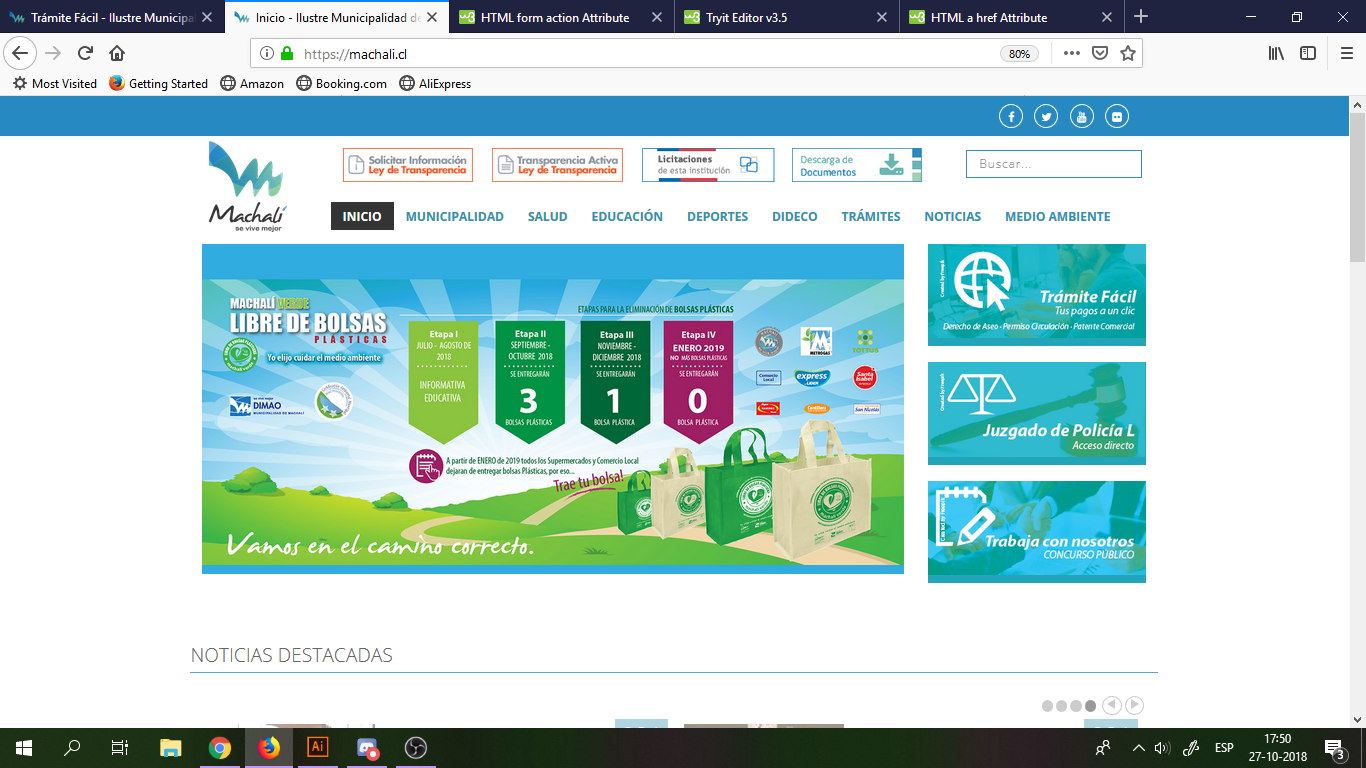 Trámite Fácil - Ilustre Municipa
Inicio - Ilustre Municipalidad de
HTML form action Attribute
Tryit Editor v3.5
HTML a href Attribute
https://machali.cl
80%
Most Visited
Getting Started
Amazon
Booking.com
AliExpress
Machalí
se vive mejor
Solicitar Información
Ley de Transparencia
Transparencia Activa
Ley de Transparencia
Licitaciones
de esta institución
Descarga de
Documentos
Buscar...
INICIO
MUNICIPALIDAD
SALUD
EDUCACIÓN
DEPORTES
DIDECO
TRÁMITES
NOTICIAS
MEDIO AMBIENTE
MACHALÍ VERDE
LIBRE DE BOLSAS
PLÁSTICAS
Yo elijo cuidar el medio ambiente
DIMAO
MUNICIPALIDAD DE MACHALÍ
ETAPAS PARA LA ELIMINACIÓN DE BOLSAS PLÁSTICAS
Etapa I
JULIO - AGOSTO DE
2018
INFORMATIVA
EDUCATIVA
Etapa II
SEPTIEMBRE -
OCTUBRE 2018
SE ENTREGARÁN
3
BOLSAS PLÁSTICAS
Etapa III
NOVIEMBRE -
DICIEMBRE 2018
SE ENTREGARÁN
1
BOLSA PLÁSTICA
Etapa IV
ENERO 2019
NO MÁS BOLSAS PLÁSTICAS
SE ENTREGARÁN
0
BOLSA PLÁSTICA
METROGAS
TOTTUS
Comercio
Local
express
LIDER
Santa
Isabel
San Nicolás
A partir de ENERO de 2019 todos los Supermercados y Comercio Local
dejaran de entregar bolsas Plásticas, por eso...
Trae tu bolsa!
Vamos en el camino correcto.
Created by Freepik
Trámite Fácil
Tus pagos a un clic
Derecho de Aseo - Permiso Circulación - Patente Comercial
Created by Freepik
Juzgado de Policía L
Acceso directo
Trabaja con nosotros
CONCURSO PÚBLICO
NOTICIAS DESTACADAS
ESP
17:50
27-10-2018
3